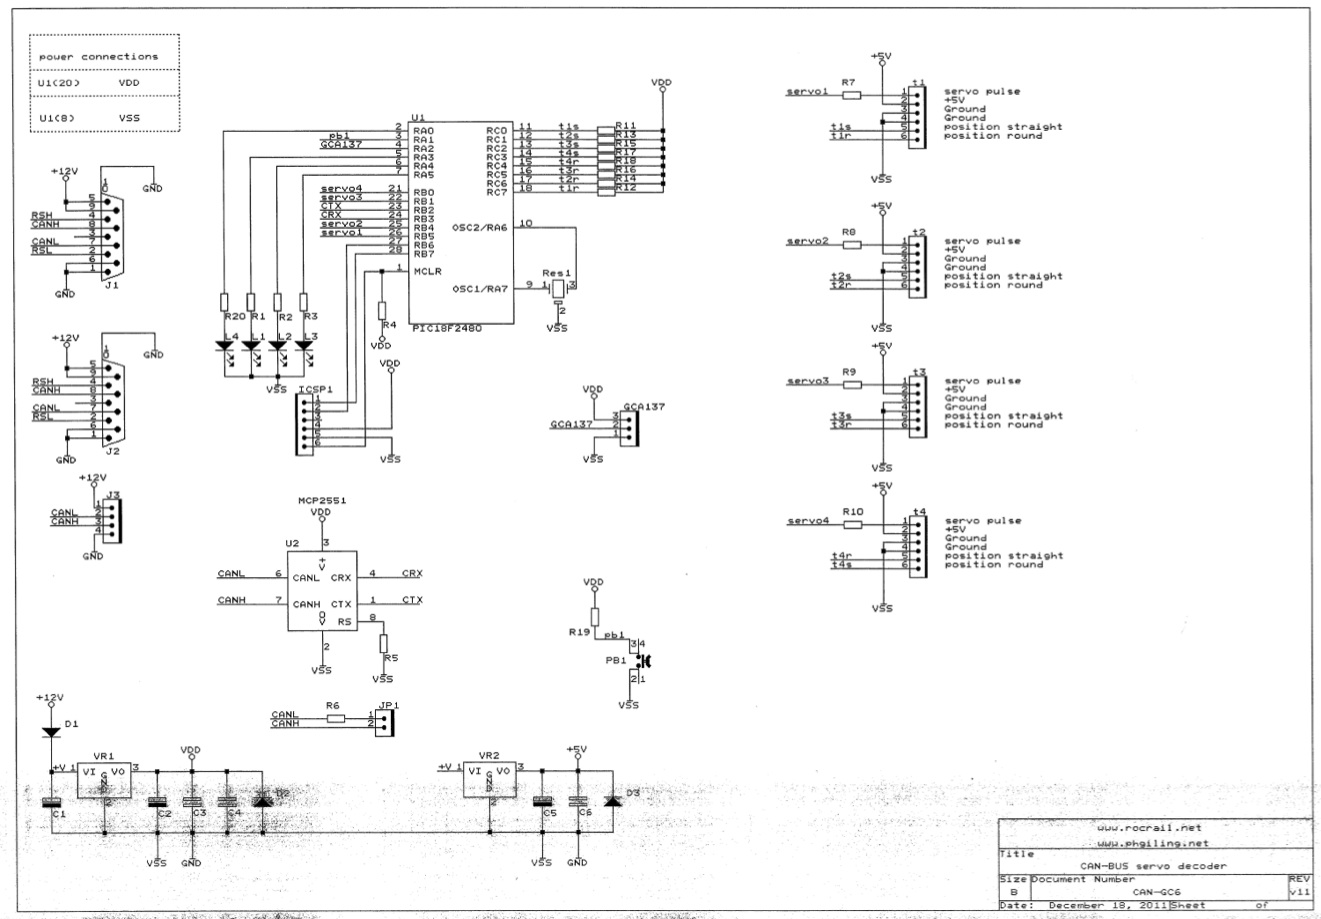 power connections
U1(20) VDD
U1(8) VSS
+12V
GND
RSH
CANH
CANL
RSL
GND
5
9
4
8
3
7
2
6
1
10
J1
+12V
GND
RSH
CANH
CANL
RSL
GND
5
9
4
8
3
7
2
6
1
10
J2
+12V
J3
CANL
CANH
1
2
3
4
GND
U1
2 RA0
pb1 3 RA1
GCA137 4 RA2
5 RA3
6 RA4
7 RA5
servo4 21 RB0
servo3 22 RB1
CTX 23 RB2
CRX 24 RB3
servo2 25 RB4
servo1 26 RB5
27 RB6
28 RB7
1 MCLR
RC0 11 t1s R11
RC1 12 t2s R13
RC2 13 t3s R15
RC3 14 t4s R17
RC4 15 t4r R18
RC5 16 t3r R16
RC6 17 t2r R14
RC7 18 t1r R12
VDD
OSC2/RA6 10
OSC1/RA7 9
Res1
1 3
2
VSS
PIC18F2480
R20 R1 R2 R3
L4 L1 L2 L3
VSS
R4
VDD
VDD
ICSP1
1
2
3
4
5
6
VSS
VDD
GCA137
GCA137
3
2
1
VSS
MCP2551
VDD
3
U2
+
V
CANL 6 CANL CRX 4 CRX
CANH 7 CANH CTX 1 CTX
0
V
RS 8
2
R5
VSS
VSS
VDD
R19
pb1
3 4
PB1
2 1
VSS
CANL R6 1 JP1
CANH 2
+12V
D1
+V 1 VR1 VI GND VO 3
2
VDD
C1 C2 C3 C4 D2
VSS GND
+V 1 VR2 VI GND VO 3
2
+5V
C5 C6 D3
VSS GND
+5V
servo1 R7 t1
1 servo pulse
2 +5V
3 Ground
4 Ground
t1s 5 position straight
t1r 6 position round
VSS
+5V
servo2 R8 t2
1 servo pulse
2 +5V
3 Ground
4 Ground
t2s 5 position straight
t2r 6 position round
VSS
+5V
servo3 R9 t3
1 servo pulse
2 +5V
3 Ground
4 Ground
t3s 5 position straight
t3r 6 position round
VSS
+5V
servo4 R10 t4
1 servo pulse
2 +5V
3 Ground
4 Ground
t4r 5 position straight
t4s 6 position round
VSS
www.rocrail.net
www.phgiling.net
Title
CAN-BUS servo decoder
Size Document Number REV
B CAN-GC6 v11
Date: December 18, 2011 Sheet of